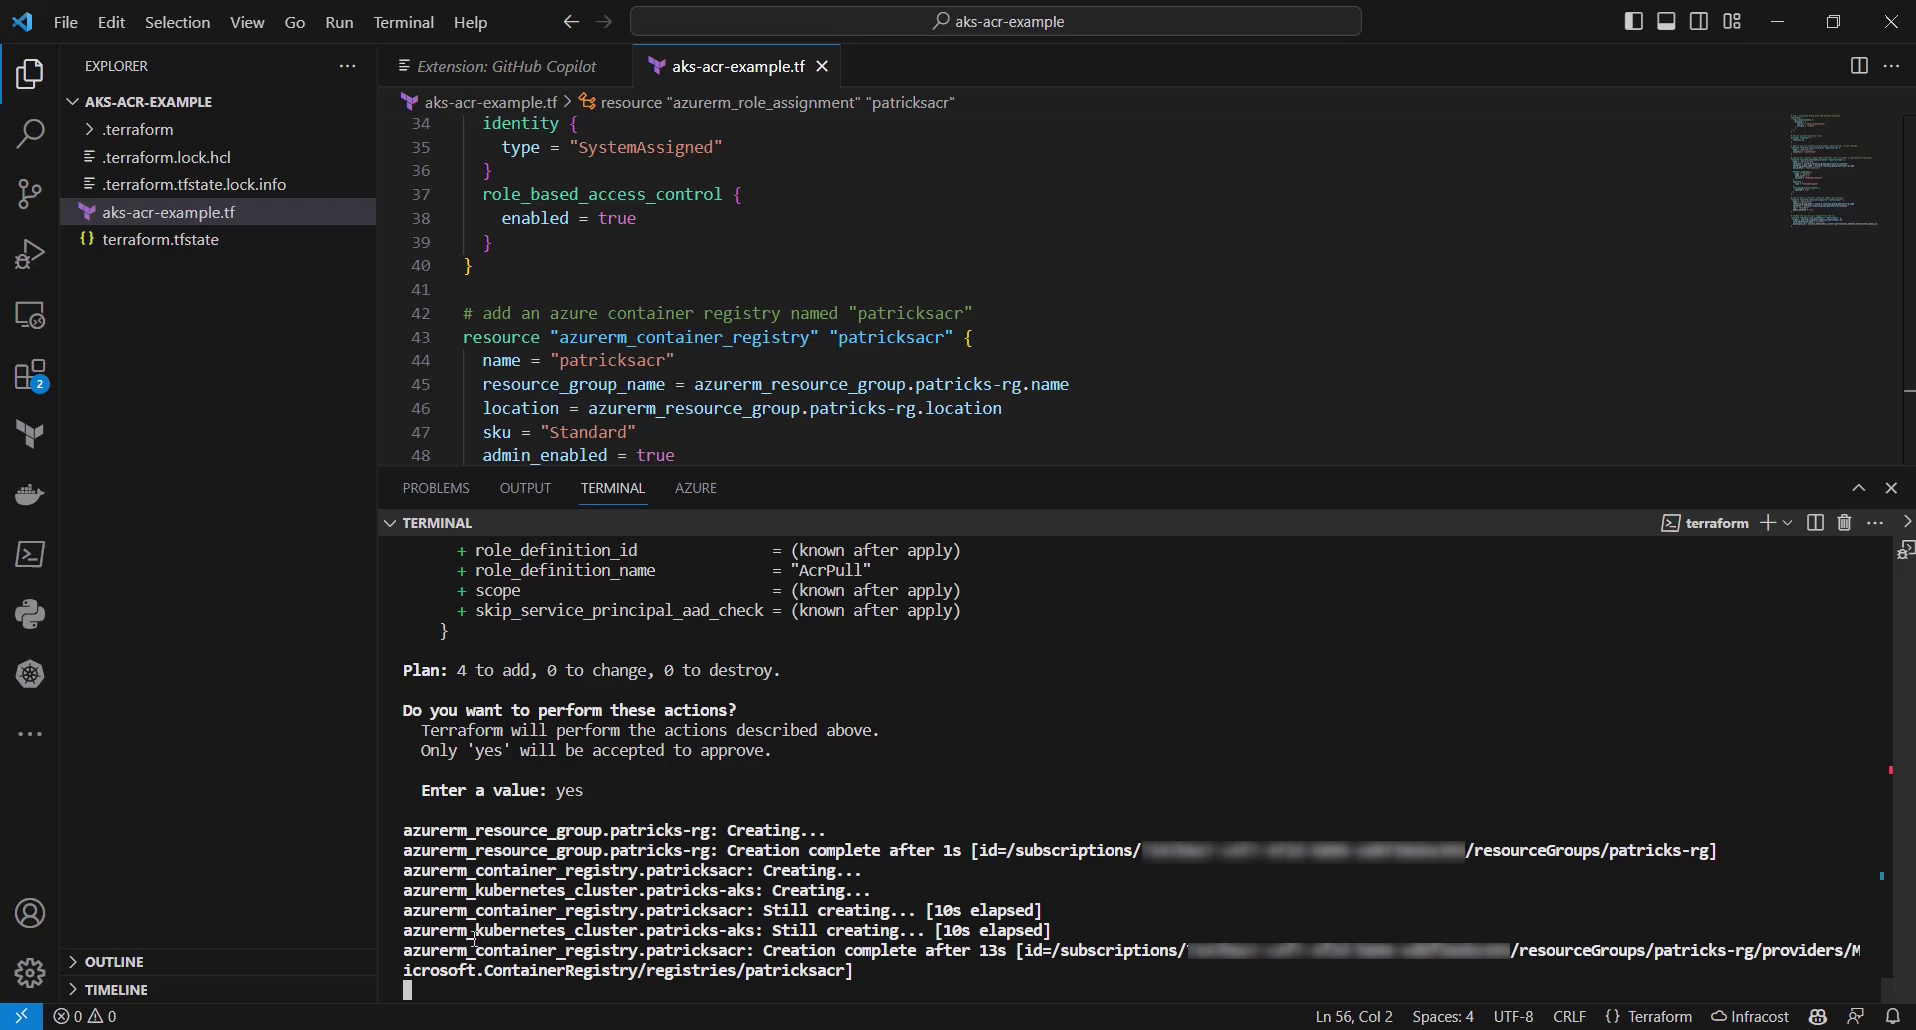 File Edit Selection View Go Run Terminal Help
aks-acr-example
EXPLORER
AKS-ACR-EXAMPLE
.terraform
.terraform.lock.hcl
.terraform.tfstate.lock.info
aks-acr-example.tf
terraform.tfstate
2
OUTLINE
TIMELINE
Extension: GitHub Copilot
aks-acr-example.tf
aks-acr-example.tf > resource "azurerm_role_assignment" "patricksacr"
34 identity {
35 type = "SystemAssigned"
36 }
37 role_based_access_control {
38 enabled = true
39 }
40 }
41
42 # add an azure container registry named "patricksacr"
43 resource "azurerm_container_registry" "patricksacr" {
44 name = "patricksacr"
45 resource_group_name = azurerm_resource_group.patricks-rg.name
46 location = azurerm_resource_group.patricks-rg.location
47 sku = "Standard"
48 admin_enabled = true
PROBLEMS OUTPUT TERMINAL AZURE
TERMINAL
terraform
+ role_definition_id = (known after apply)
+ role_definition_name = "AcrPull"
+ scope = (known after apply)
+ skip_service_principal_aad_check = (known after apply)
}
Plan: 4 to add, 0 to change, 0 to destroy.
Do you want to perform these actions?
Terraform will perform the actions described above.
Only 'yes' will be accepted to approve.
Enter a value: yes
azurerm_resource_group.patricks-rg: Creating...
azurerm_resource_group.patricks-rg: Creation complete after 1s [id=/subscriptions/ /resourceGroups/patricks-rg]
azurerm_container_registry.patricksacr: Creating...
azurerm_kubernetes_cluster.patricks-aks: Creating...
azurerm_container_registry.patricksacr: Still creating... [10s elapsed]
azurerm_kubernetes_cluster.patricks-aks: Still creating... [10s elapsed]
azurerm_container_registry.patricksacr: Creation complete after 13s [id=/subscriptions/ /resourceGroups/patricks-rg/providers/M
icrosoft.ContainerRegistry/registries/patricksacr]
0 0
Ln 56, Col 2 Spaces: 4 UTF-8 CRLF {} Terraform Infracost